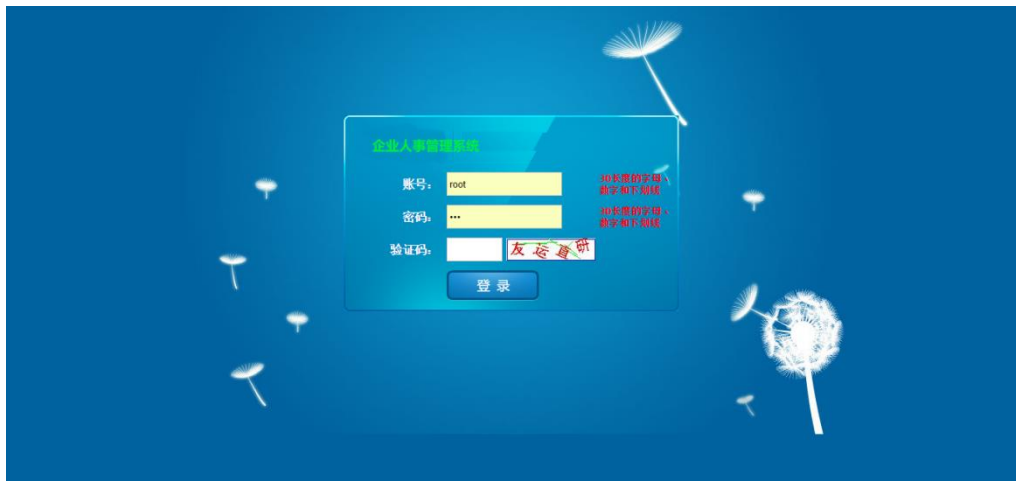 企业人事管理系统
账号: root
30长度的字母、
数字和下划线
密码: •••
30长度的字母、
数字和下划线
验证码: 友运直研
登 录